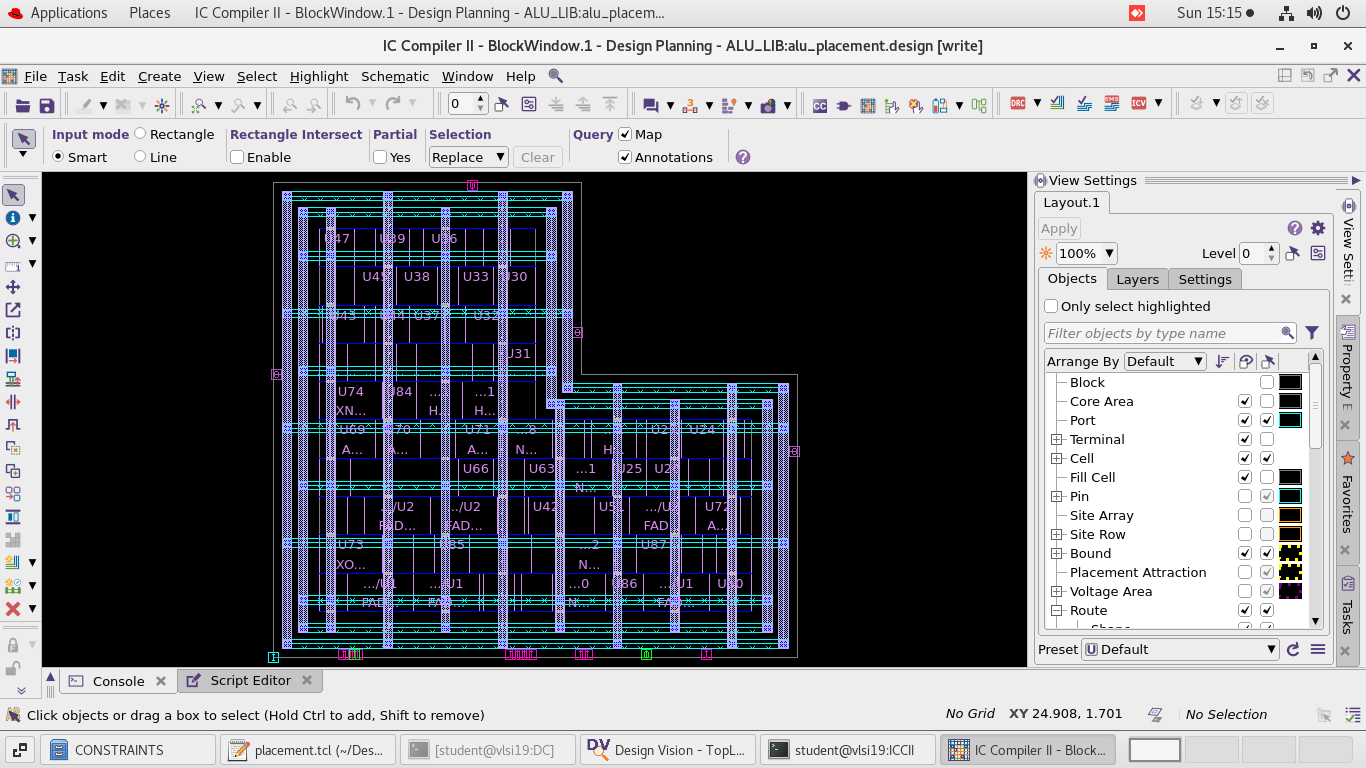 Applications Places IC Compiler II - BlockWindow.1 - Design Planning - ALU_LIB:alu_placem... Sun 15:15
IC Compiler II - BlockWindow.1 - Design Planning - ALU_LIB:alu_placement.design [write]
File Task Edit Create View Select Highlight Schematic Window Help
0 DRC ICV
Input mode Rectangle Rectangle Intersect Partial Selection Query Map
Smart Line Enable Yes Replace Clear Annotations
View Settings
Layout.1
Apply
100% Level 0
Objects Layers Settings
Only select highlighted
Filter objects by type name
Arrange By Default
Block
Core Area
Port
Terminal
Cell
Fill Cell
Pin
Site Array
Site Row
Bound
Placement Attraction
Voltage Area
Route
Preset Default
View Setti
Property
Favorites
Tasks
U47 U39 U36
U45 U38 U33 U30
U43 U37 U32
U31
U74 U84 ... ...1
XN... H... H...
U69 U71 ...8 U24
A... A... A... N... H...
U66 U63 ...1 U25
N...
.../U2 .../U2 U42 U51 .../U2 U72
FAD... FAD... FAD A...
U73 U85 ...2 U87
XO... N...
.../U1 .../U1 ...0 U86 U1
FAD... N... FAD...
Console Script Editor
Click objects or drag a box to select (Hold Ctrl to add, Shift to remove) No Grid XY 24.908, 1.701 No Selection
CONSTRAINTS placement.tcl (~/Des... [student@vlsi19:DC] Design Vision - TopL... student@vlsi19:ICCII IC Compiler II - Block...